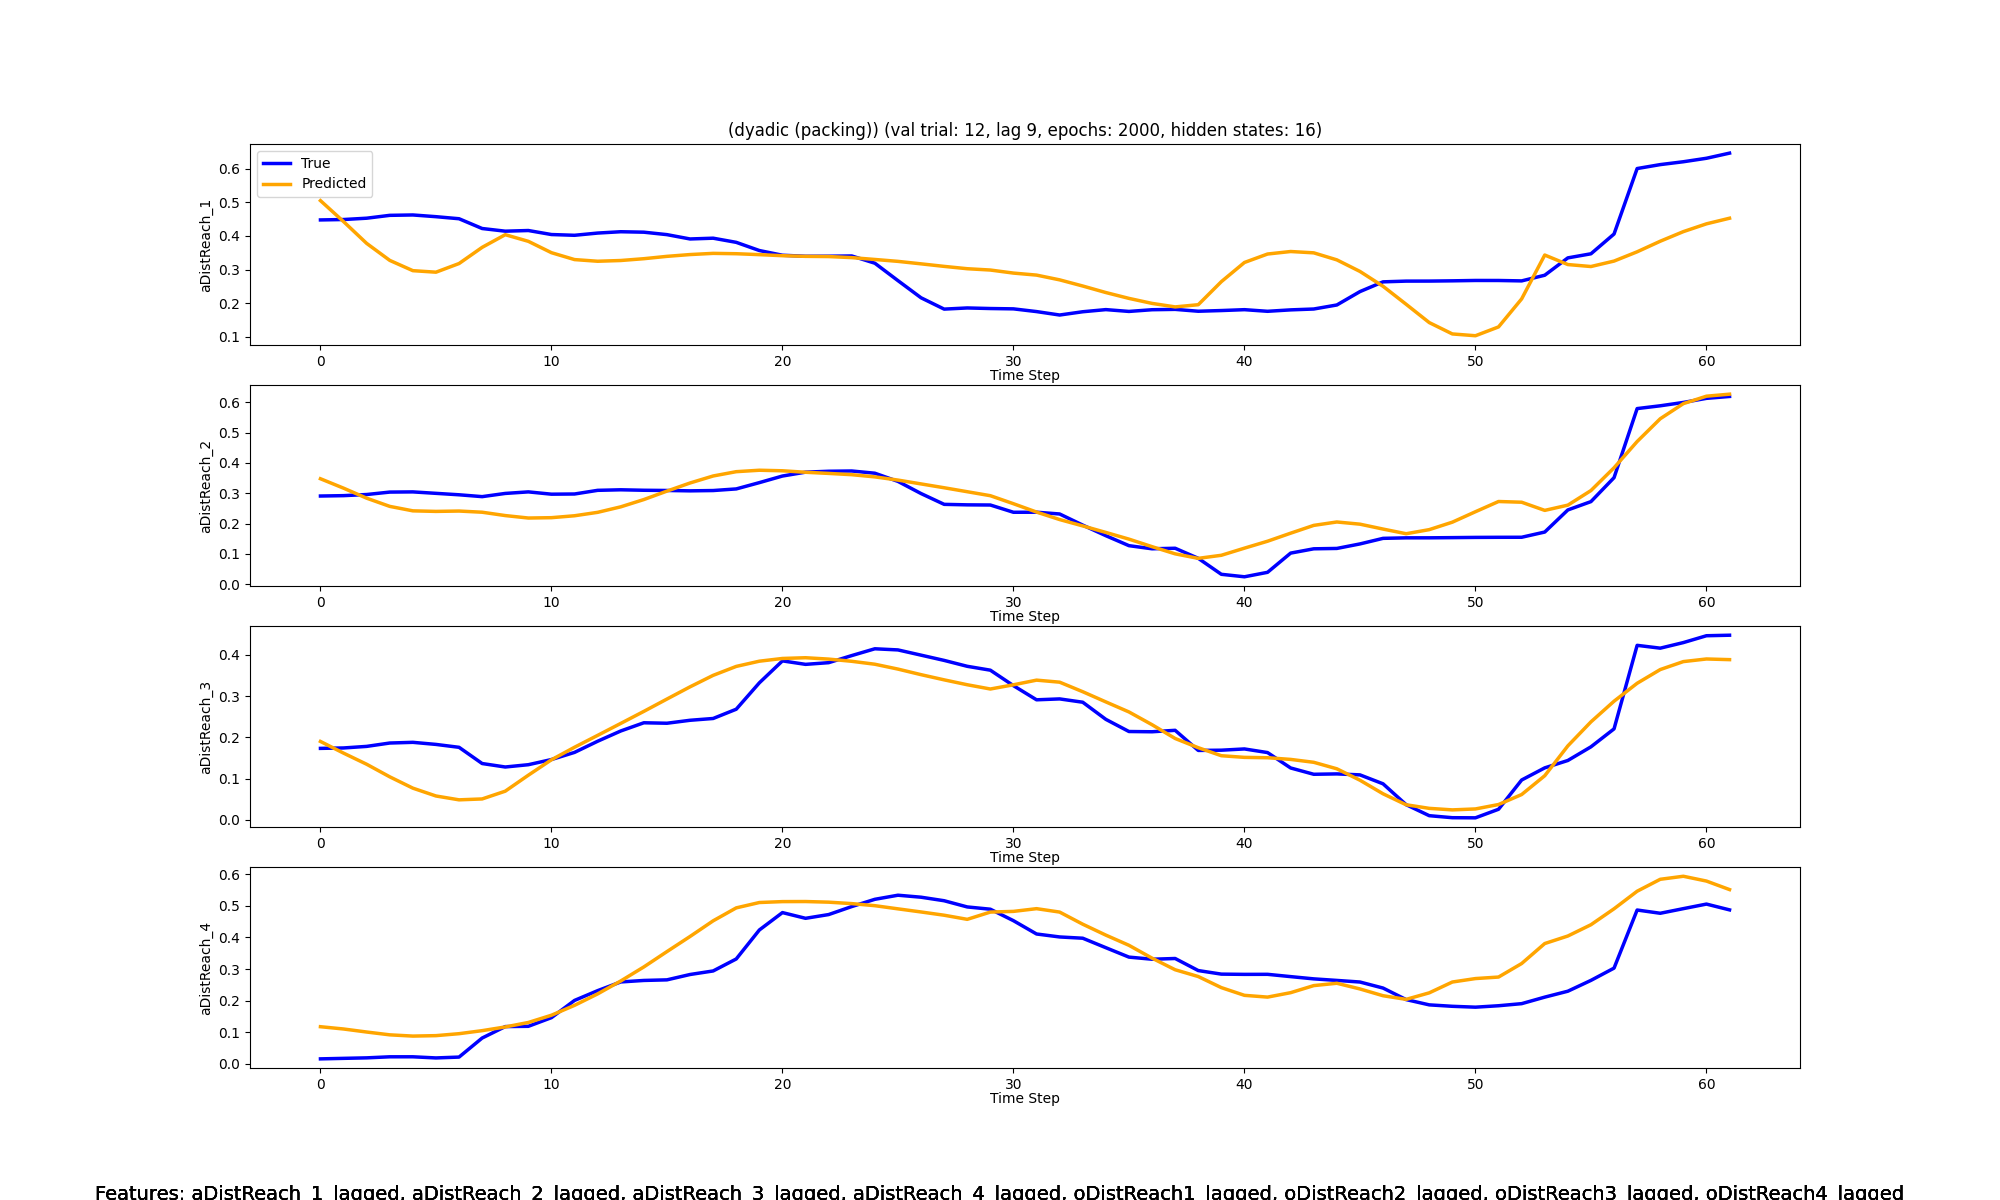 (dyadic (packing)) (val trial: 12, lag 9, epochs: 2000, hidden states: 16)
True
Predicted
aDistReach_1
0.6
0.5
0.4
0.3
0.2
0.1
0 10 20 30 40 50 60
Time Step
aDistReach_2
0.6
0.5
0.4
0.3
0.2
0.1
0.0
0 10 20 30 40 50 60
Time Step
aDistReach_3
0.4
0.3
0.2
0.1
0.0
0 10 20 30 40 50 60
Time Step
aDistReach_4
0.6
0.5
0.4
0.3
0.2
0.1
0.0
0 10 20 30 40 50 60
Time Step
Features: aDistReach_1_lagged, aDistReach_2_lagged, aDistReach_3_lagged, aDistReach_4_lagged, oDistReach1_lagged, oDistReach2_lagged, oDistReach3_lagged, oDistReach4_lagged